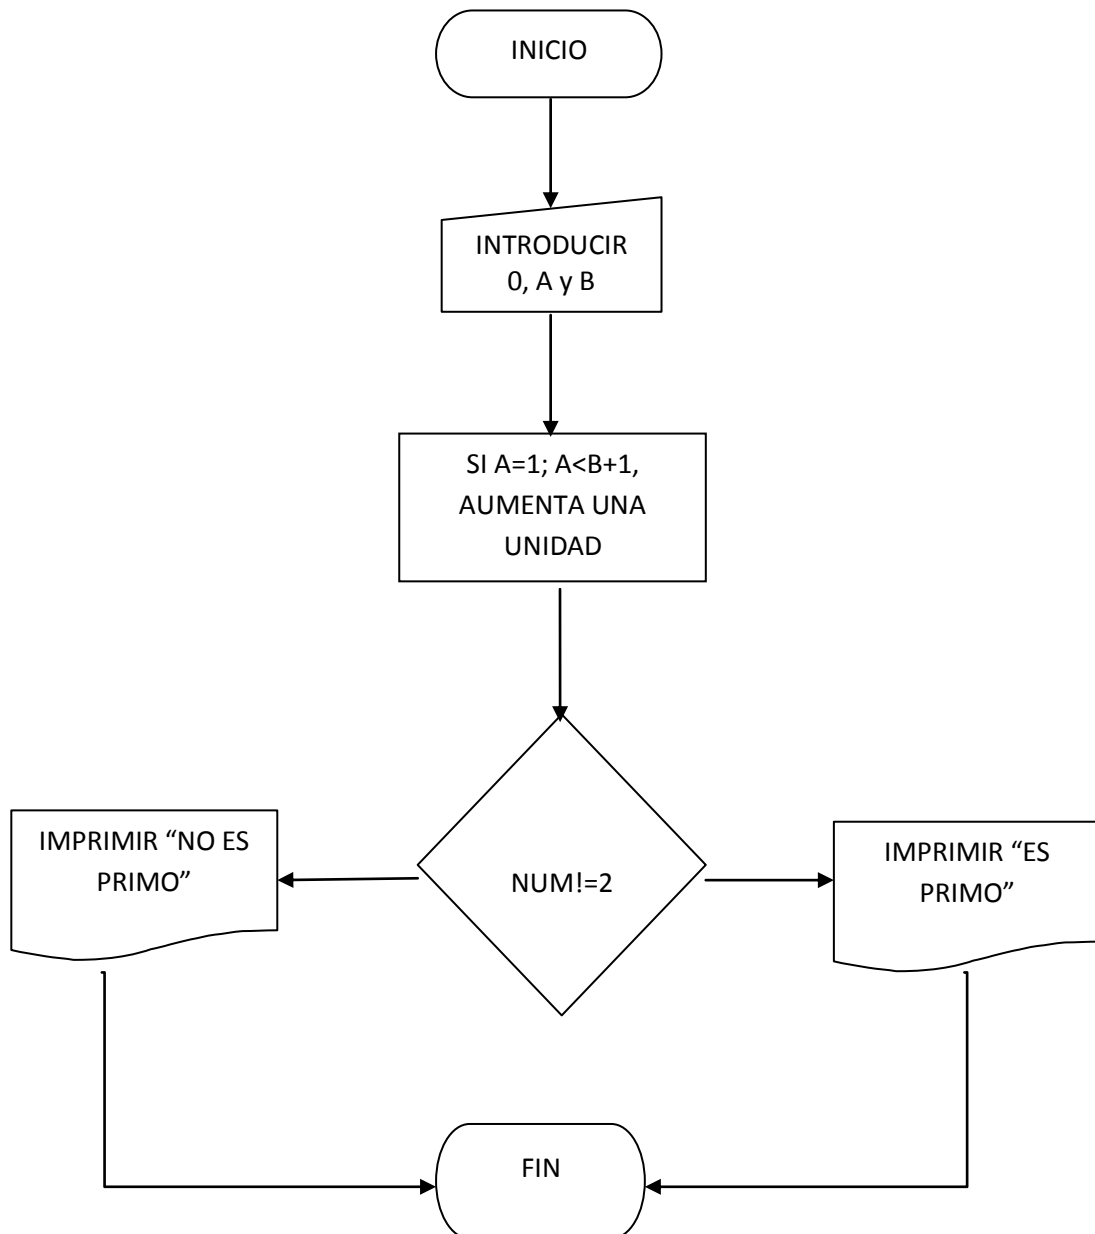 INICIO
INTRODUCIR
0, A y B
SI A=1; A<B+1,
AUMENTA UNA
UNIDAD
IMPRIMIR “NO ES
PRIMO”
NUM!=2
IMPRIMIR “ES
PRIMO”
FIN